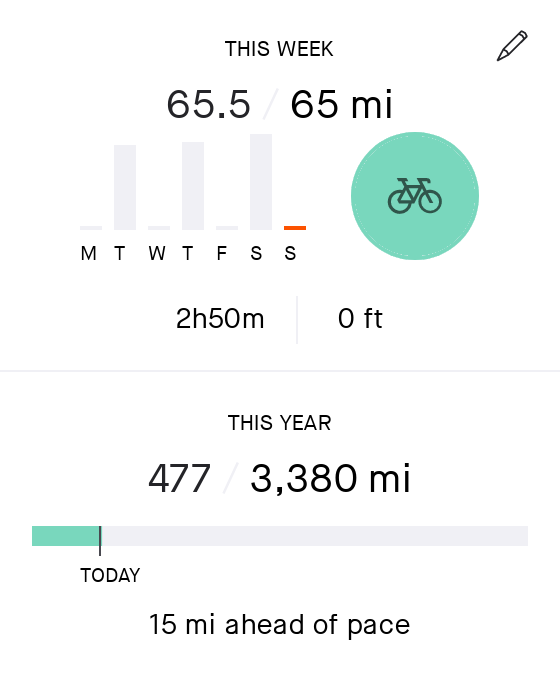 THIS WEEK
65.5 / 65 mi
M T W T F S S
2h50m 0 ft
THIS YEAR
477 / 3,380 mi
TODAY
15 mi ahead of pace